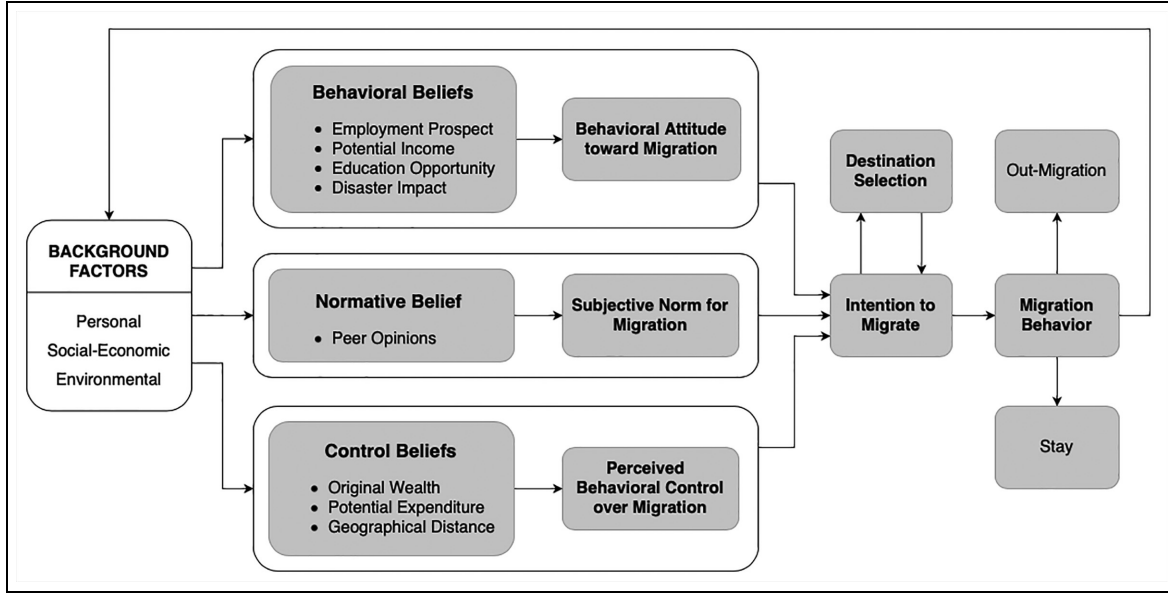 BACKGROUND
FACTORS
Personal
Social-Economic
Environmental
Behavioral Beliefs
• Employment Prospect
• Potential Income
• Education Opportunity
• Disaster Impact
Behavioral Attitude
toward Migration
Normative Belief
• Peer Opinions
Subjective Norm for
Migration
Control Beliefs
• Original Wealth
• Potential Expenditure
• Geographical Distance
Perceived
Behavioral Control
over Migration
Destination
Selection
Intention to
Migrate
Out-Migration
Migration
Behavior
Stay